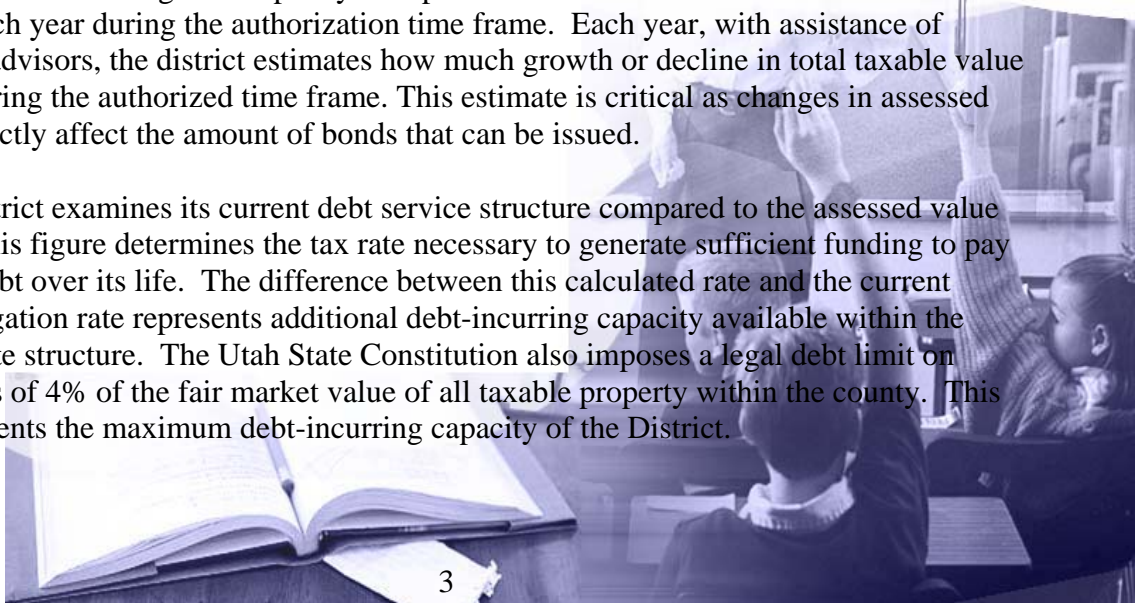 ch year during the authorization time frame.  Each year, with assistance of
dvisors, the district estimates how much growth or decline in total taxable value
ring the authorized time frame. This estimate is critical as changes in assessed
ctly affect the amount of bonds that can be issued.
trict examines its current debt service structure compared to the assessed value
is figure determines the tax rate necessary to generate sufficient funding to pay
bt over its life.  The difference between this calculated rate and the current
gation rate represents additional debt-incurring capacity available within the
te structure.  The Utah State Constitution also imposes a legal debt limit on
s of 4% of the fair market value of all taxable property within the county.  This
ents the maximum debt-incurring capacity of the District.
3